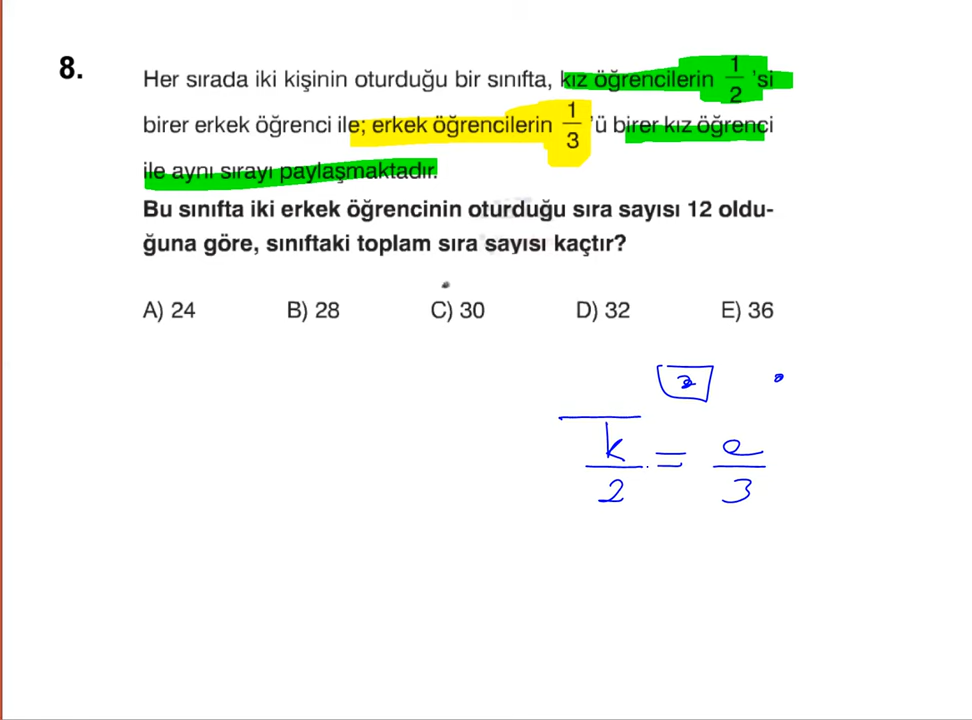 8.
Her sırada iki kişinin oturduğu bir sınıfta, kız öğrencilerin 1/2 'si
birer erkek öğrenci ile; erkek öğrencilerin 1/3 'ü birer kız öğrenci
ile aynı sırayı paylaşmaktadır.
Bu sınıfta iki erkek öğrencinin oturduğu sıra sayısı 12 oldu-
ğuna göre, sınıftaki toplam sıra sayısı kaçtır?
A) 24 B) 28 C) 30 D) 32 E) 36
2
k/2 = e/3